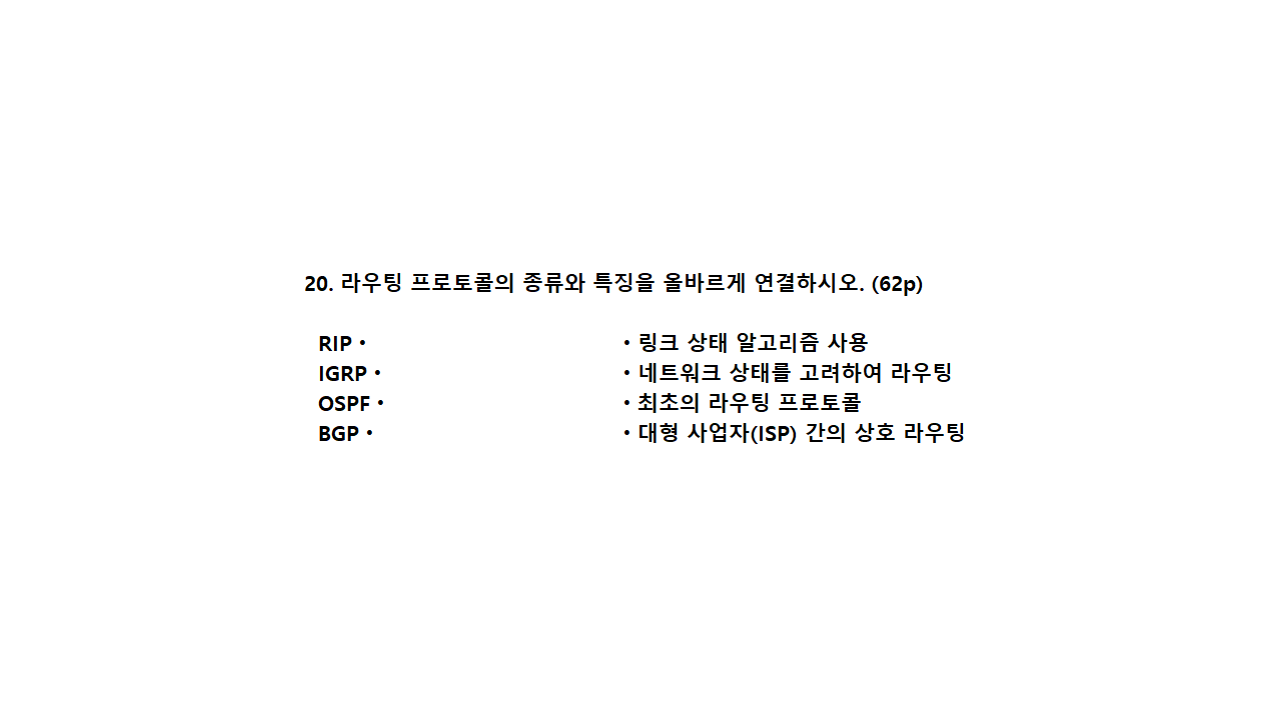 20. 라우팅 프로토콜의 종류와 특징을 올바르게 연결하시오. (62p)
RIP • • 링크 상태 알고리즘 사용
IGRP • • 네트워크 상태를 고려하여 라우팅
OSPF • • 최초의 라우팅 프로토콜
BGP • • 대형 사업자(ISP) 간의 상호 라우팅